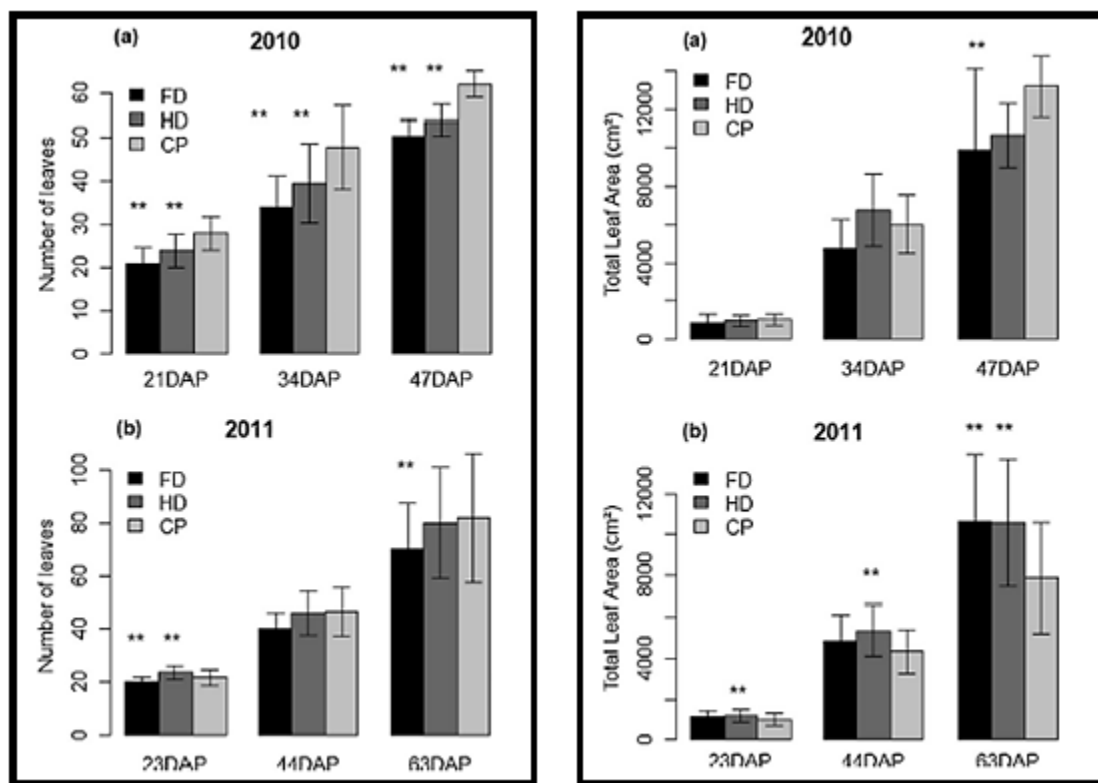 (a)
2010
FD
HD
CP
** ** ** ** ** **
Number of leaves
0 10 20 30 40 50 60
21DAP 34DAP 47DAP
(b)
2011
FD
HD
CP
** ** **
Number of leaves
0 20 40 60 80 100
23DAP 44DAP 63DAP
(a)
2010
FD
HD
CP
**
Total Leaf Area (cm²)
0 4000 8000 12000
21DAP 34DAP 47DAP
(b)
2011
FD
HD
CP
** ** ** **
Total Leaf Area (cm²)
0 4000 8000 12000
23DAP 44DAP 63DAP